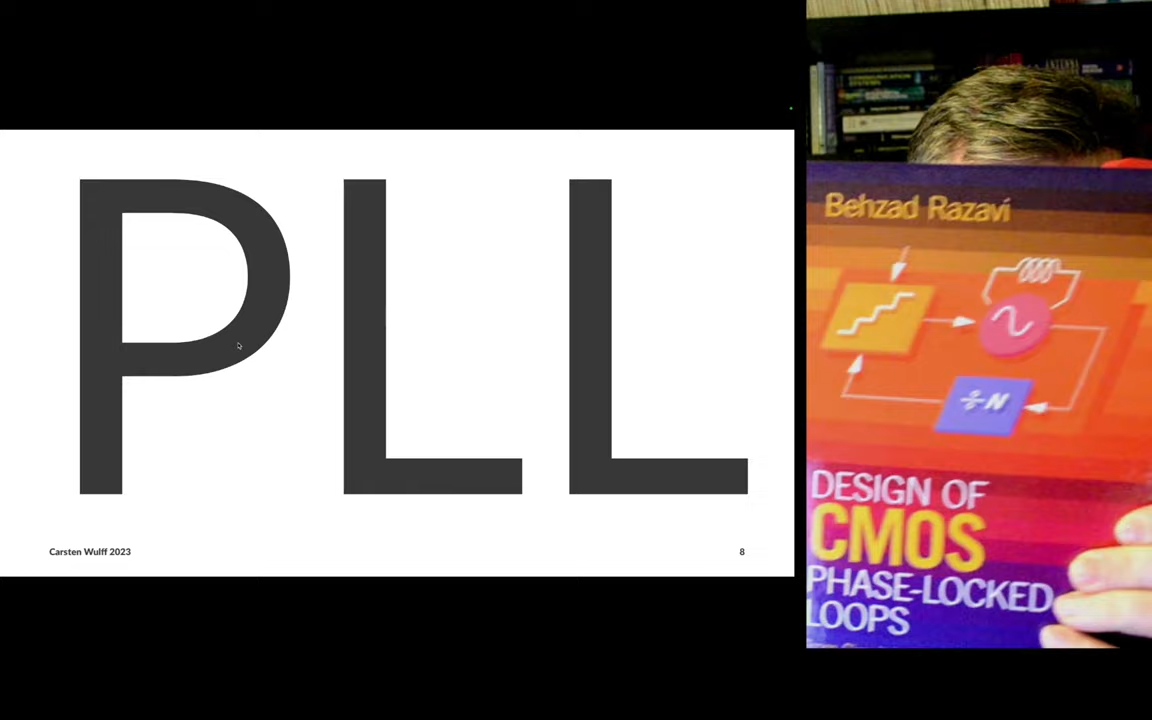 PLL
Carsten Wulff 2023
8
Behzad Razavi
÷N
DESIGN OF
CMOS
PHASE-LOCKED
LOOPS